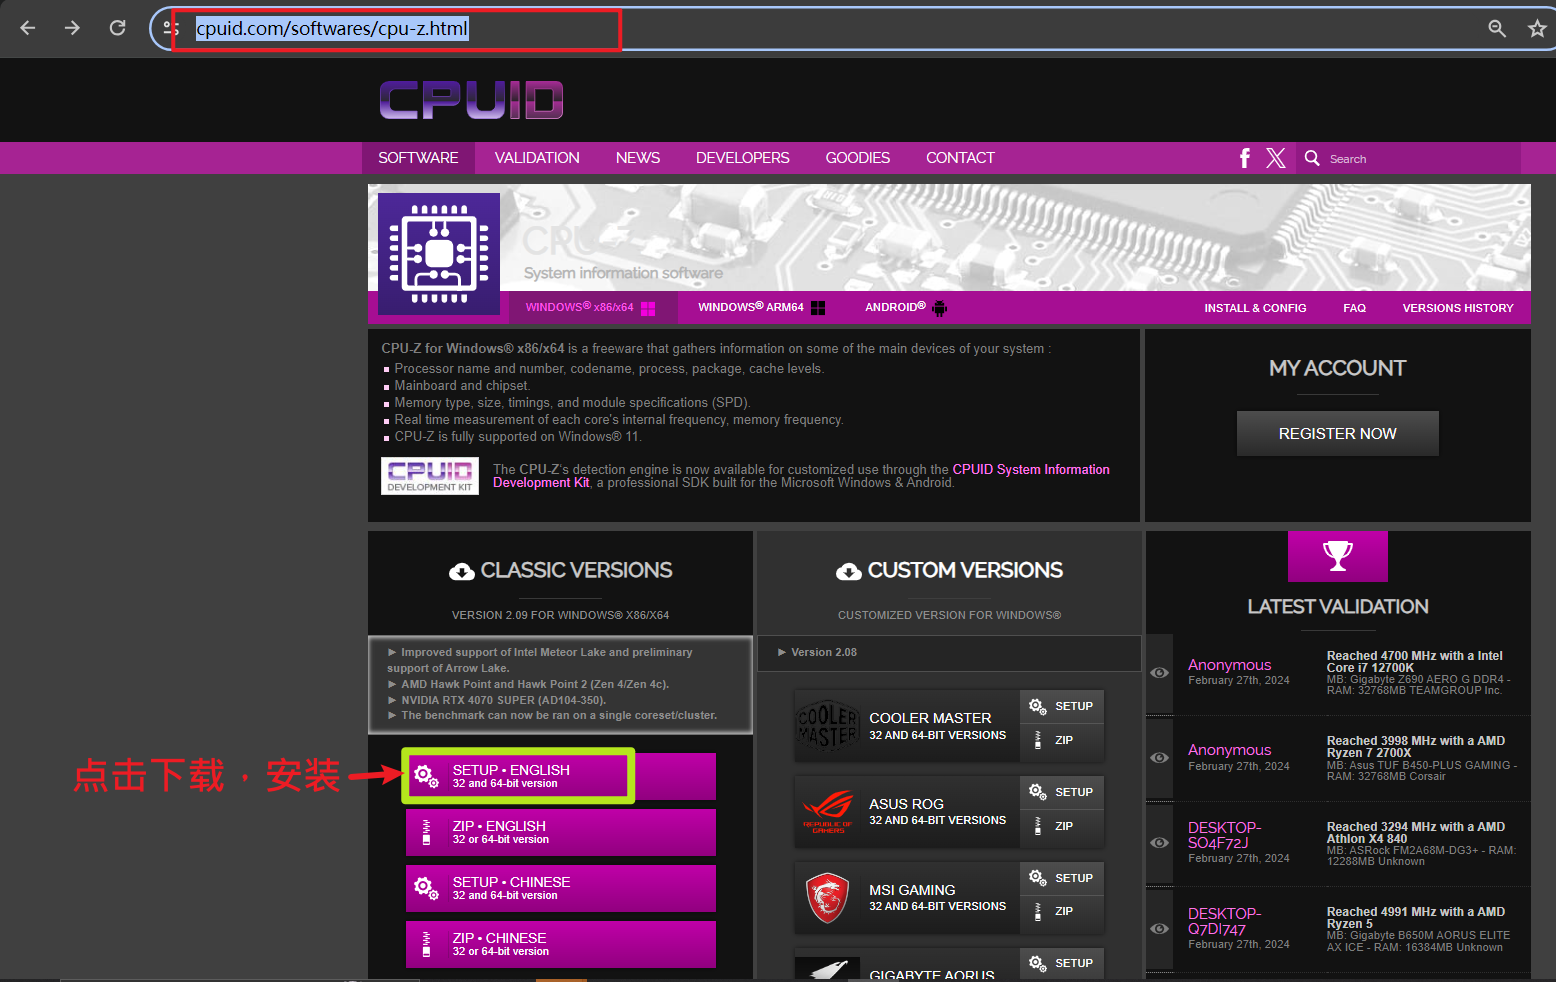 cpuid.com/softwares/cpu-z.html
CPUID
SOFTWARE VALIDATION NEWS DEVELOPERS GOODIES CONTACT Search
System information software
WINDOWS® x86/x64 WINDOWS® ARM64 ANDROID® INSTALL & CONFIG FAQ VERSIONS HISTORY
CPU-Z for Windows® x86/x64 is a freeware that gathers information on some of the main devices of your system :
Processor name and number, codename, process, package, cache levels.
Mainboard and chipset.
Memory type, size, timings, and module specifications (SPD).
Real time measurement of each core's internal frequency, memory frequency.
CPU-Z is fully supported on Windows® 11.
CPUID
DEVELOPMENT KIT
The CPU-Z's detection engine is now available for customized use through the CPUID System Information
Development Kit, a professional SDK built for the Microsoft Windows & Android.
MY ACCOUNT
REGISTER NOW
CLASSIC VERSIONS
VERSION 2.09 FOR WINDOWS® X86/X64
► Improved support of Intel Meteor Lake and preliminary
support of Arrow Lake.
► AMD Hawk Point and Hawk Point 2 (Zen 4/Zen 4c).
► NVIDIA RTX 4070 SUPER (AD104-350).
► The benchmark can now be ran on a single coreset/cluster.
点击下载,安装
SETUP • ENGLISH
32 and 64-bit version
ZIP • ENGLISH
32 or 64-bit version
SETUP • CHINESE
32 and 64-bit version
ZIP • CHINESE
32 or 64-bit version
CUSTOM VERSIONS
CUSTOMIZED VERSION FOR WINDOWS®
► Version 2.08
COOLER MASTER
COOLER MASTER
32 AND 64-BIT VERSIONS
SETUP
ZIP
REPUBLIC OF GAMERS
ASUS ROG
32 AND 64-BIT VERSIONS
SETUP
ZIP
MSI GAMING
32 AND 64-BIT VERSIONS
SETUP
ZIP
GIGABYTE AORUS
SETUP
LATEST VALIDATION
Anonymous
February 27th, 2024
Reached 4700 MHz with a Intel
Core i7 12700K
MB: Gigabyte Z690 AERO G DDR4 -
RAM: 32768MB TEAMGROUP Inc.
Anonymous
February 27th, 2024
Reached 3998 MHz with a AMD
Ryzen 7 2700X
MB: Asus TUF B450-PLUS GAMING -
RAM: 32768MB Corsair
DESKTOP-
SO4F72J
February 27th, 2024
Reached 3294 MHz with a AMD
Athlon X4 840
MB: ASRock FM2A68M-DG3+ - RAM:
12288MB Unknown
DESKTOP-
Q7DI747
February 27th, 2024
Reached 4991 MHz with a AMD
Ryzen 5
MB: Gigabyte B650M AORUS ELITE
AX ICE - RAM: 16384MB Unknown